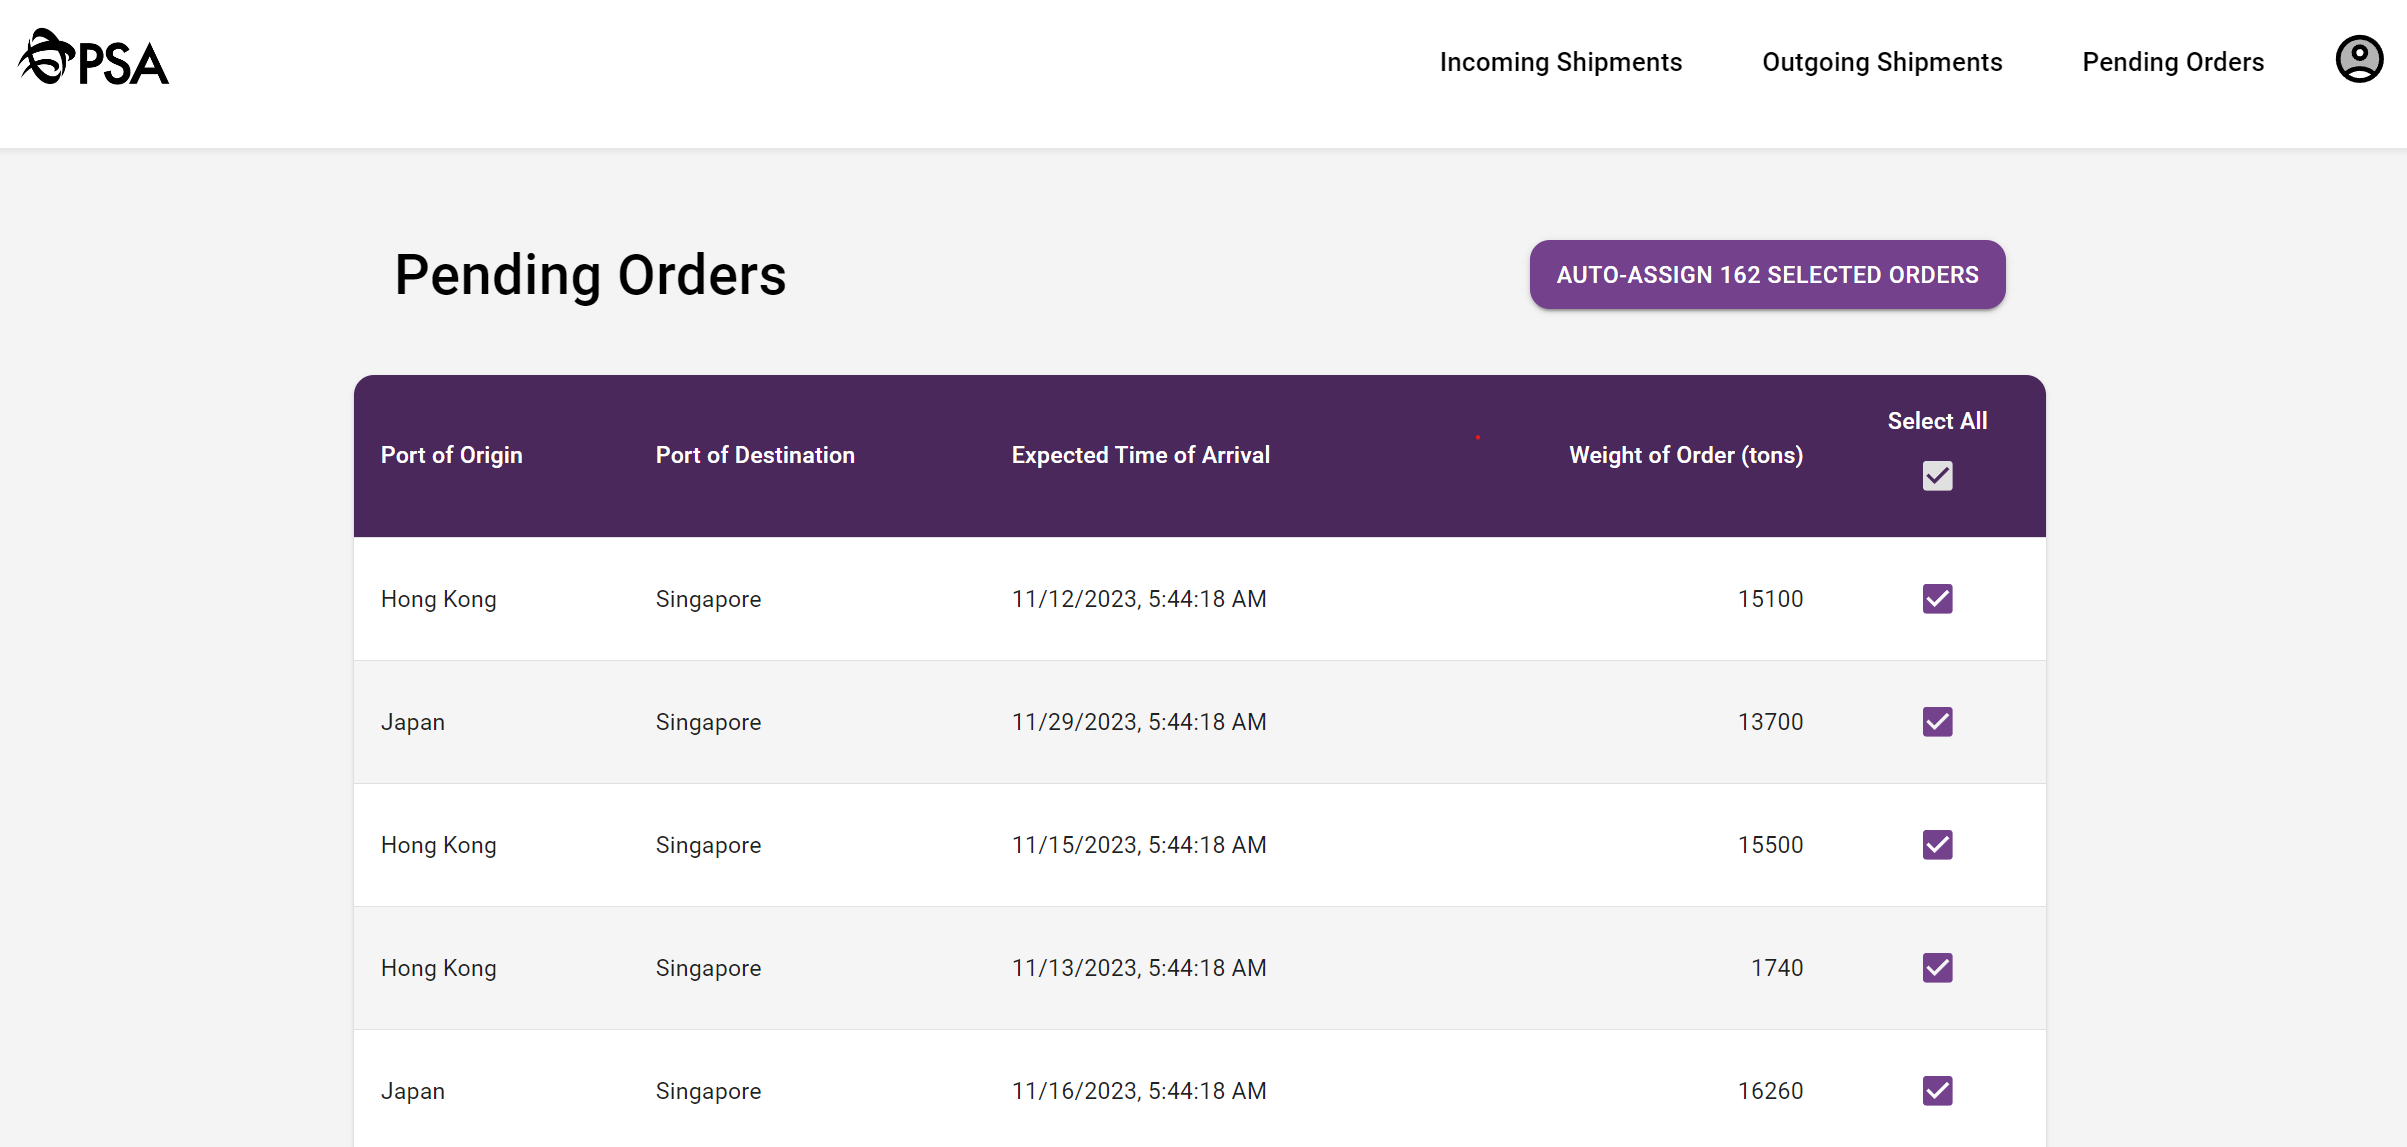 PSA
Incoming Shipments Outgoing Shipments Pending Orders
Pending Orders
AUTO-ASSIGN 162 SELECTED ORDERS
Select All
Port of Origin Port of Destination Expected Time of Arrival Weight of Order (tons)
Hong Kong Singapore 11/12/2023, 5:44:18 AM 15100
Japan Singapore 11/29/2023, 5:44:18 AM 13700
Hong Kong Singapore 11/15/2023, 5:44:18 AM 15500
Hong Kong Singapore 11/13/2023, 5:44:18 AM 1740
Japan Singapore 11/16/2023, 5:44:18 AM 16260